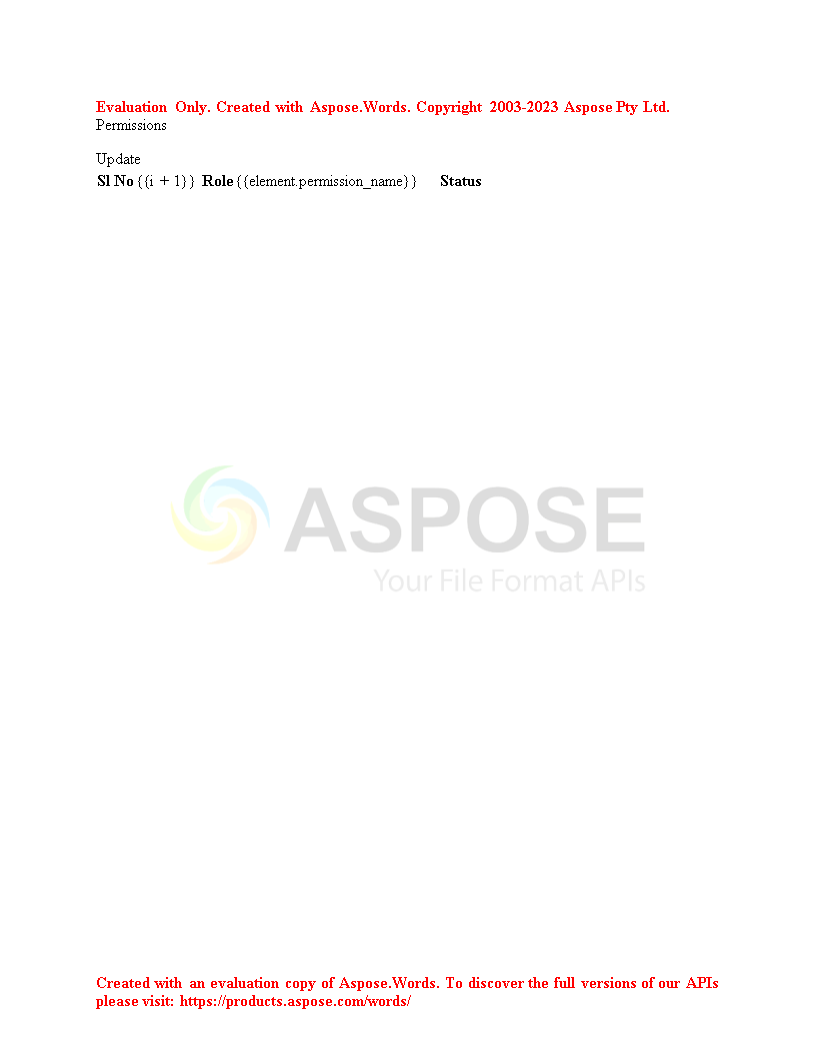 Evaluation Only. Created with Aspose.Words. Copyright 2003-2023 Aspose Pty Ltd.
Permissions
Update
Sl No {{i + 1}} Role {{element.permission_name}} Status
ASPOSE
Your File Format APIs
Created with an evaluation copy of Aspose.Words. To discover the full versions of our APIs
please visit: https://products.aspose.com/words/